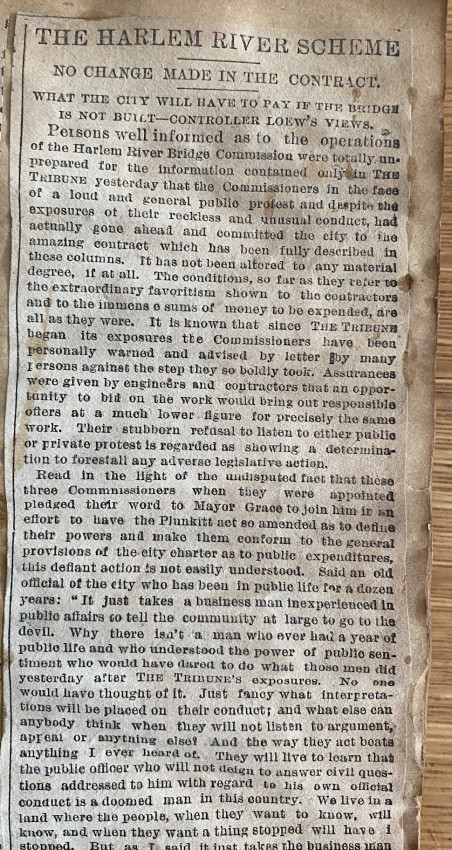 THE HARLEM RIVER SCHEME
NO CHANGE MADE IN THE CONTRACT.
WHAT THE CITY WILL HAVE TO PAY IF THE BRIDGE
IS NOT BUILT—CONTROLLER LOEW'S VIEWS.
Persons well informed as to the operations
of the Harlem River Bridge Commission were totally un-
prepared for the information contained only in THE
TRIBUNE yesterday that the Commissioners in the face
of a loud and general public protest and despite the
exposures of their reckless and unusual conduct, had
actually gone ahead and committed the city to the
amazing contract which has been fully described in
these columns. It has not been altered to any material
degree, if at all. The conditions, so far as they refer to
the extraordinary favoritism shown to the contractors
and to the immens e sums of money to be expended, are
all as they were. It is known that since THE TRIBUNE
began its exposures the Commissioners have been
personally warned and advised by letter by many
persons against the step they so boldly took. Assurances
were given by engineers and contractors that an oppor-
tunity to bid on the work would bring out responsible
offers at a much lower figure for precisely the same
work. Their stubborn refusal to listen to either public
or private protest is regarded as showing a determina-
tion to forestall any adverse legislative action.
Read in the light of the undisputed fact that these
three Commnissioners when they were appointed
pledged their word to Mayor Grace to join him in an
effort to have the Plunkitt act so amended as to define
their powers and make them conform to the general
provisions of the city charter as to public expenditures,
this defiant action is not easily understood. Said an old
official of the city who has been in public life for a dozen
years: "It just takes a business man inexperienced in
public affairs to tell the community at large to go to the
devil. Why there isn't a man who ever had a year of
public life and who understood the power of public sen-
timent who would have dared to do what those men did
yesterday after THE TRIBUNE'S exposures. No one
would have thought of it. Just fancy what interpreta-
tions will be placed on their conduct; and what else can
anybody think when they will not listen to argument,
appeal or anything else? And the way they act beats
anything I ever heard of. They will live to learn that
the public officer who will not deign to answer civil ques-
tions addressed to him with regard to his own official
conduct is a doomed man in this country. We live in a
land where the people, when they want to know, will
know, and when they want a thing stopped will have i
stopped. But as I said it just takes the business man